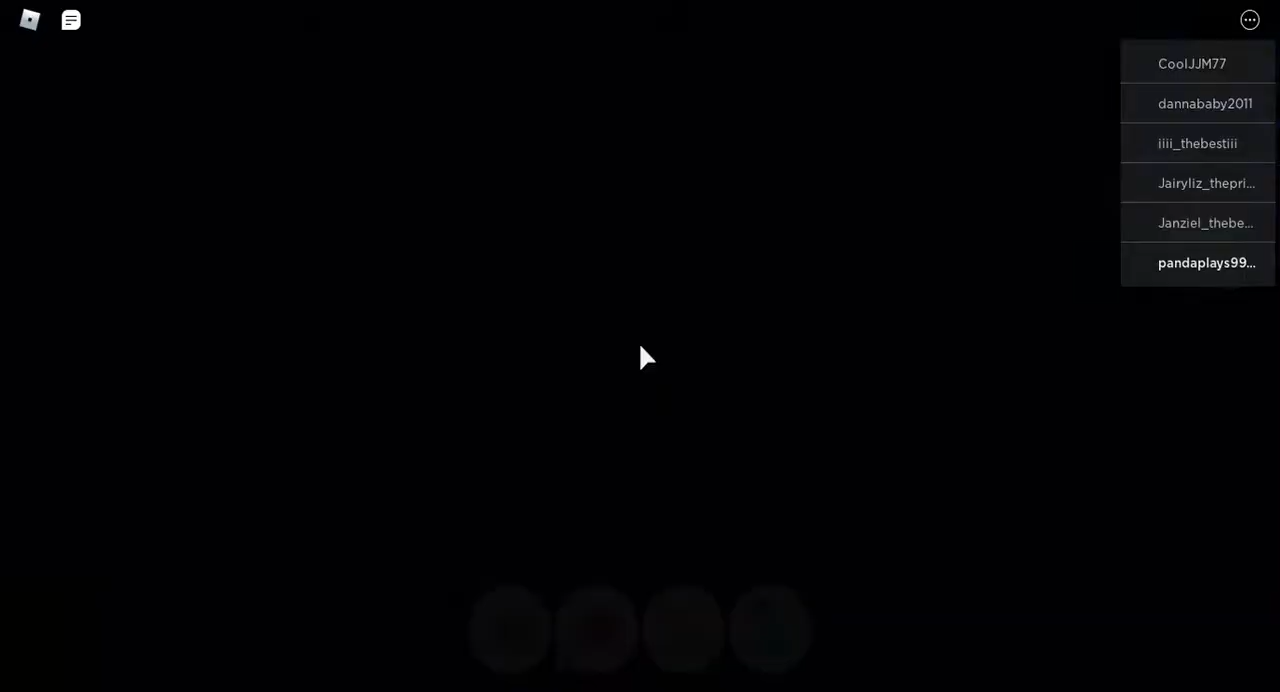 CoolJJM77
dannababy2011
iiii_thebestiii
Jairyliz_thepri...
Janziel_thebe...
pandaplays99...